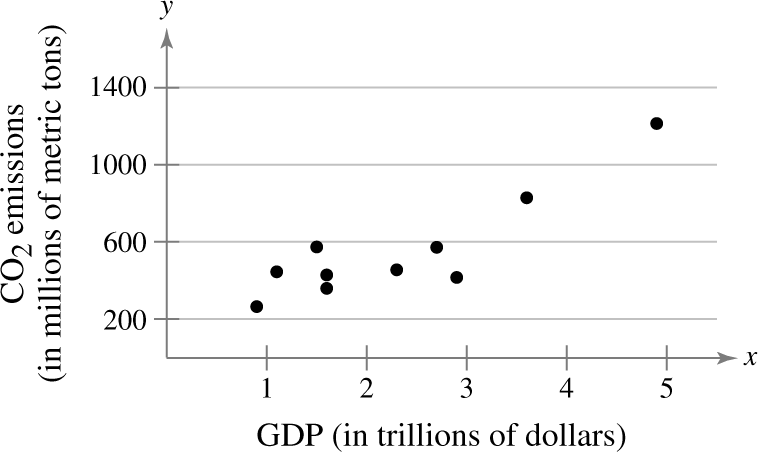 y
CO2 emissions
(in millions of metric tons)
1400
1000
600
200
1 2 3 4 5
x
GDP (in trillions of dollars)